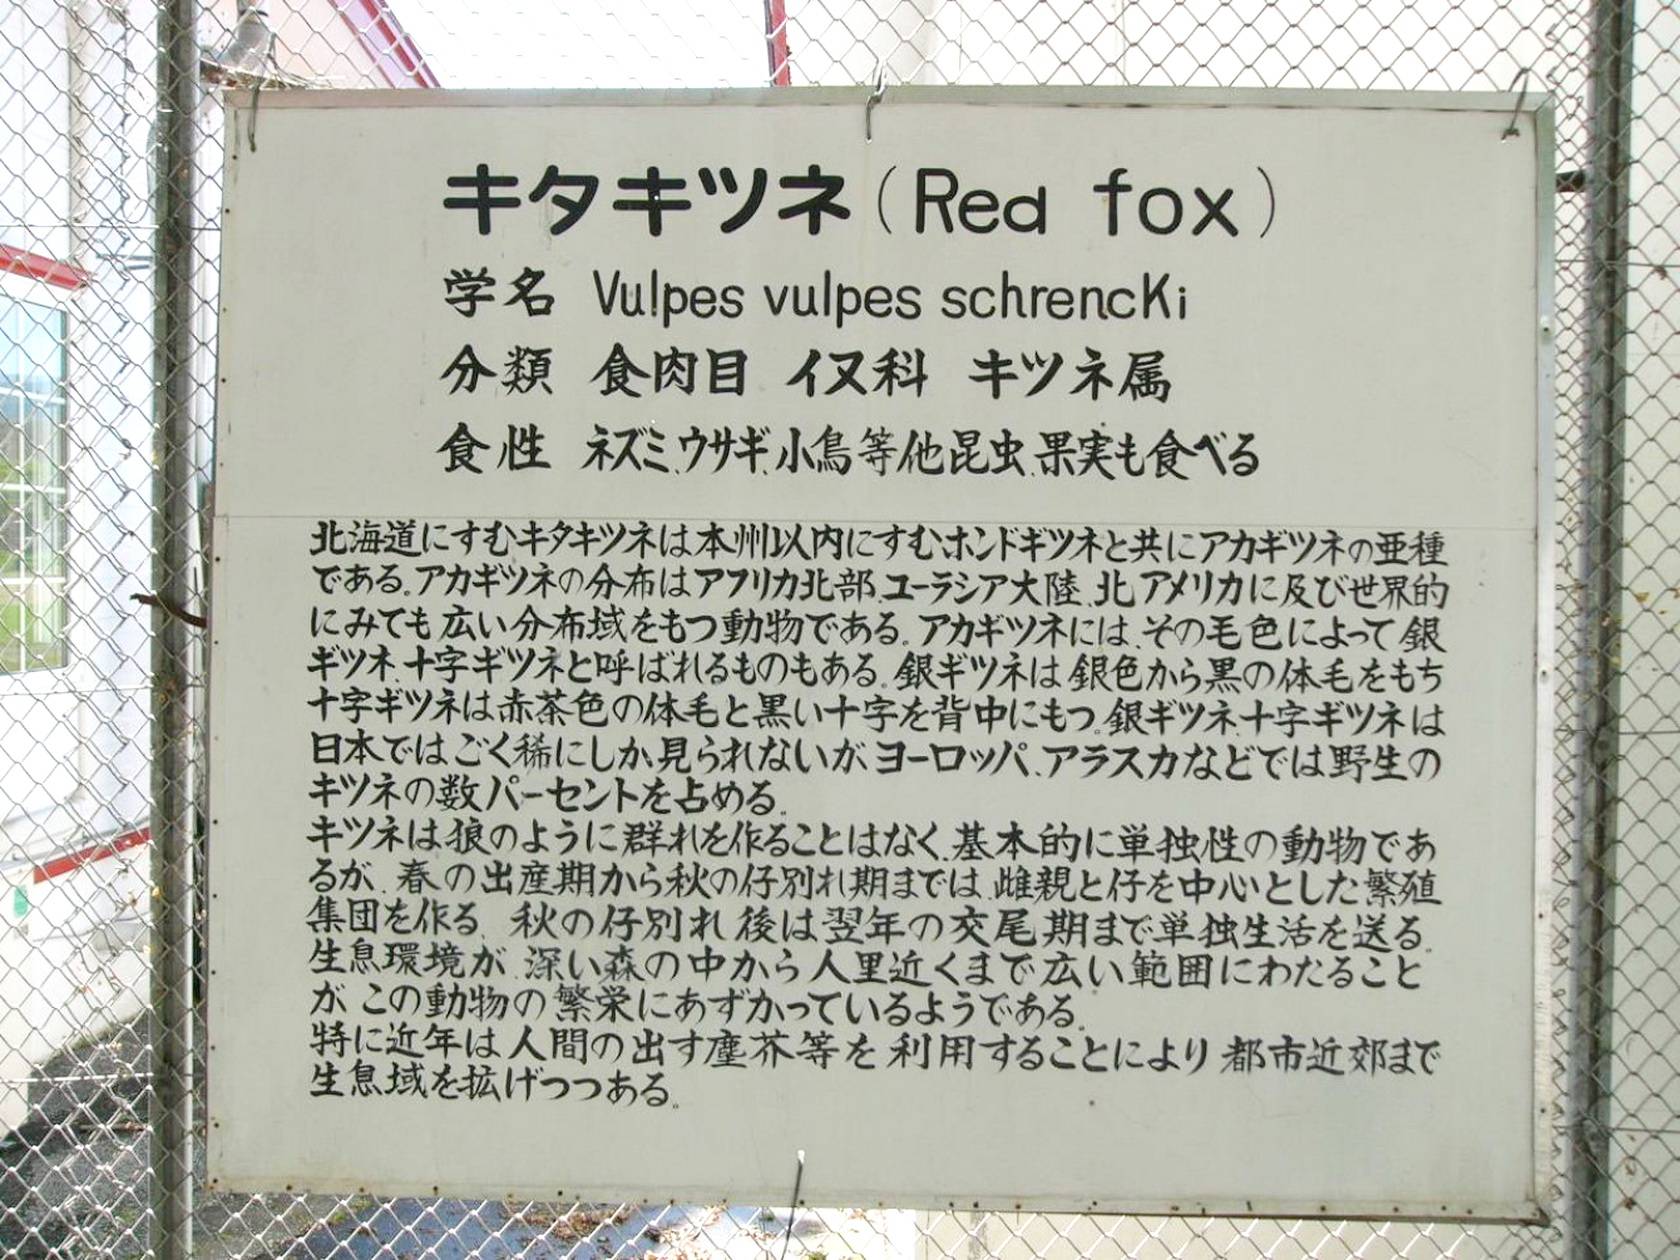 キタキツネ(Red fox)
学名 Vulpes vulpes schrencKi
分類 食肉目 イヌ科 キツネ属
食性 ネズミ、ウサギ、小鳥等他昆虫、果実も食べる
北海道にすむキタキツネは本州以内にすむホンドギツネと共にアカギツネの亜種
である。アカギツネの分布はアフリカ北部、ユーラシア大陸、北アメリカに及び世界的
にみても広い分布域をもつ動物である。アカギツネには、その毛色によって銀
ギツネ、十字ギツネと呼ばれるものもある。銀ギツネは銀色から黒の体毛をもち
十字ギツネは赤茶色の体毛と黒い十字を背中にもつ。銀ギツネ、十字ギツネは
日本ではごく稀にしか見られないが、ヨーロッパ、アラスカなどでは野生の
キツネの数パーセントを占める。
キツネは狼のように群れを作ることはなく、基本的に単独性の動物であ
るが、春の出産期から秋の仔別れ期までは、雌親と仔を中心とした繁殖
集団を作る。秋の仔別れ後は翌年の交尾期まで単独生活を送る。
生息環境が、深い森の中から人里近くまで広い範囲にわたること
が、この動物の繁栄にあずかっているようである。
特に近年は人間の出す塵芥等を利用することにより都市近郊まで
生息域を拡げつつある。